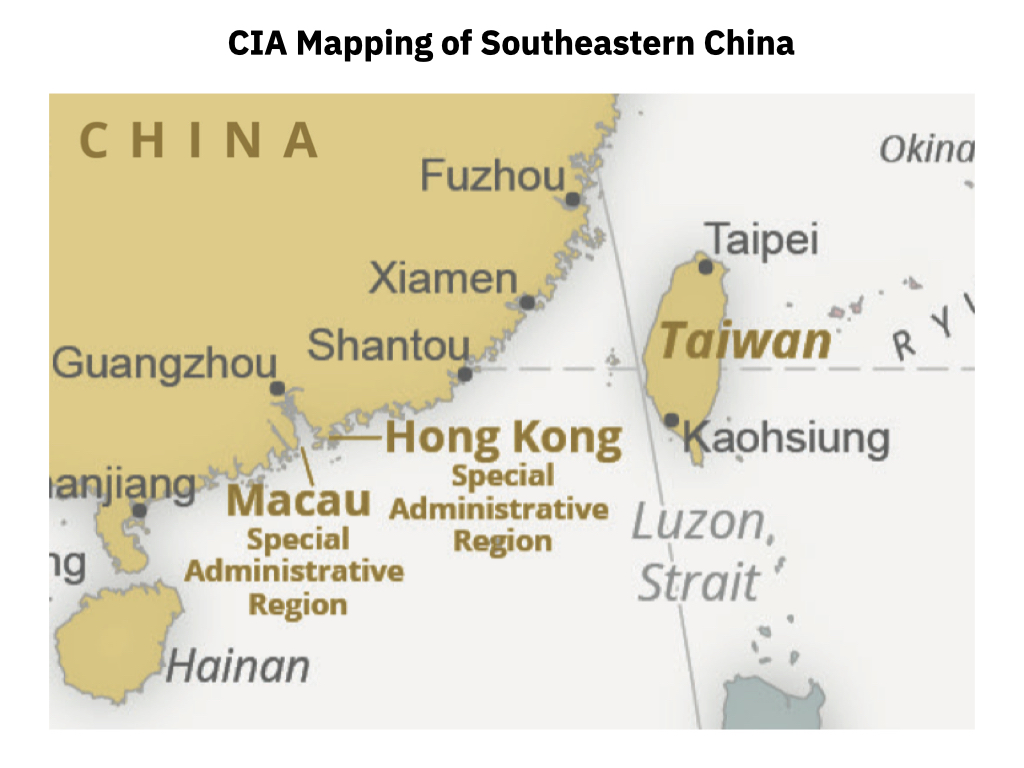 CIA Mapping of Southeastern China
CHINA
Okina
Fuzhou
Taipei
Xiamen
Taiwan
RYU
Shantou
Guangzhou
Hong Kong
Special
Administrative
Region
Kaohsiung
anjiang
Macau
Special
Administrative
Region
Luzon
Strait
ng
Hainan